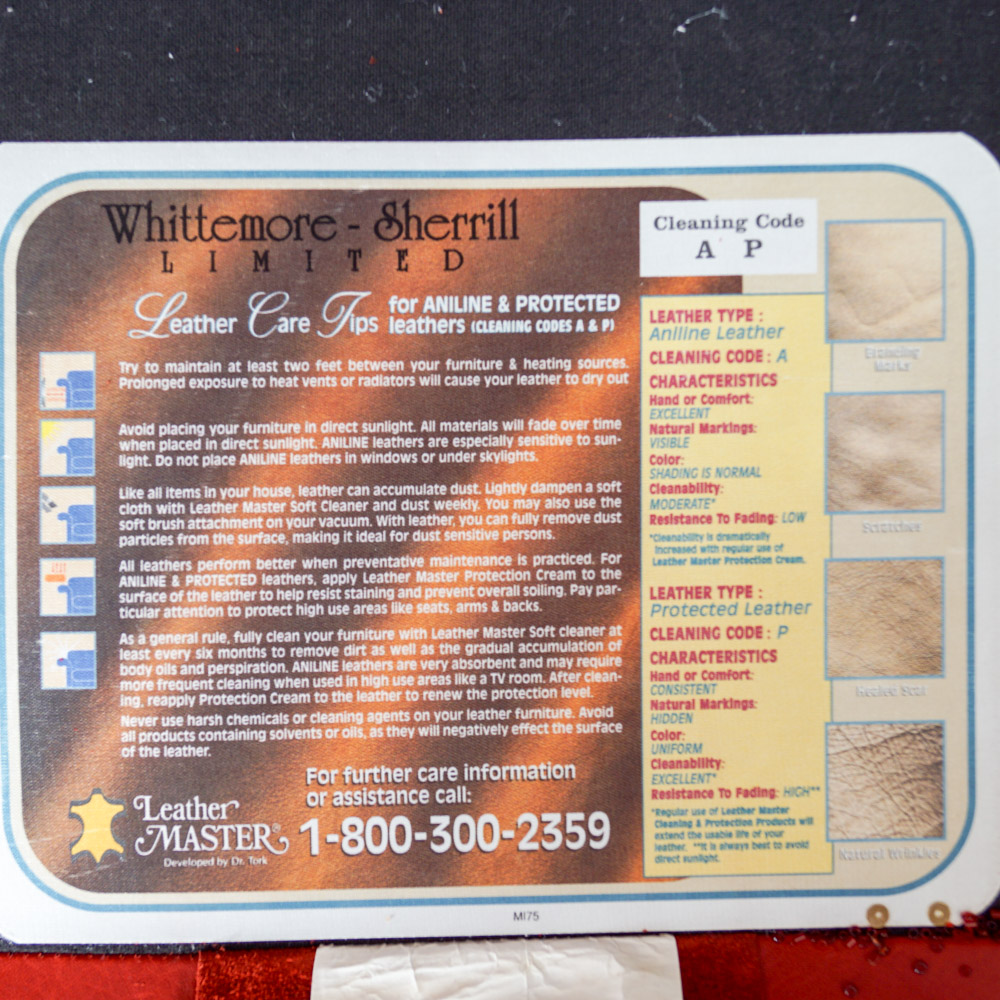 Whittemore - Sherrill
LIMITED
Leather Care Tips for ANILINE & PROTECTED
leathers (CLEANING CODES A & P)
Try to maintain at least two feet between your furniture & heating sources.
Prolonged exposure to heat vents or radiators will cause your leather to dry out
Avoid placing your furniture in direct sunlight. All materials will fade over time
when placed in direct sunlight. ANILINE leathers are especially sensitive to sun-
light. Do not place ANILINE leathers in windows or under skylights.
Like all items in your house, leather can accumulate dust. Lightly dampen a soft
cloth with Leather Master Soft Cleaner and dust weekly. You may also use the
soft brush attachment on your vacuum. With leather, you can fully remove dust
particles from the surface, making it ideal for dust sensitive persons.
All leathers perform better when preventative maintenance is practiced. For
ANILINE & PROTECTED leathers, apply Leather Master Protection Cream to the
surface of the leather to help resist staining and prevent overall soiling. Pay par-
ticular attention to protect high use areas like seats, arms & backs.
As a general rule, fully clean your furniture with Leather Master Soft cleaner at
least every six months to remove dirt as well as the gradual accumulation of
body oils and perspiration. ANILINE leathers are very absorbent and may require
more frequent cleaning when used in high use areas like a TV room. After clean-
ing, reapply Protection Cream to the leather to renew the protection level.
Never use harsh chemicals or cleaning agents on your leather furniture. Avoid
all products containing solvents or oils, as they will negatively effect the surface
of the leather.
For further care information
or assistance call:
1-800-300-2359
Leather
MASTER®
Developed by Dr. Tork
Cleaning Code
A P
LEATHER TYPE :
Aniline Leather
CLEANING CODE : A
CHARACTERISTICS
Hand or Comfort:
EXCELLENT
Natural Markings:
VISIBLE
Color:
SHADING IS NORMAL
Cleanability:
MODERATE*
Resistance To Fading: LOW
*Cleanability is dramatically
increased with regular use of
Leather Master Protection Cream.
LEATHER TYPE :
Protected Leather
CLEANING CODE : P
CHARACTERISTICS
Hand or Comfort:
CONSISTENT
Natural Markings:
HIDDEN
Color:
UNIFORM
Cleanability:
EXCELLENT*
Resistance To Fading: HIGH**
*Regular use of Leather Master
Cleaning & Protection Products will
extend the usable life of your
leather. **It is always best to avoid
direct sunlight.
Branding
Marks
Scratches
Healed Scar
Natural Wrinkles
MI75